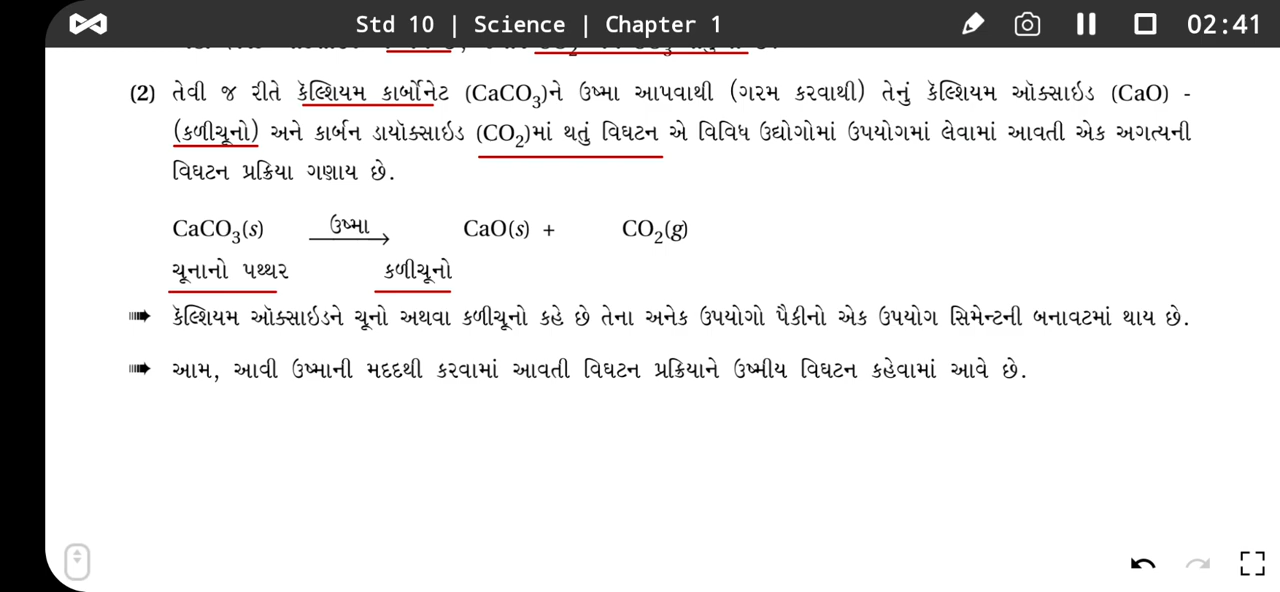 Std 10 | Science | Chapter 1
02:41
(2) તેવી જ રીતે કૅલ્શિયમ કાર્બોનેટ (CaCO₃)ને ઉષ્મા આપવાથી (ગરમ કરવાથી) તેનું કૅલ્શિયમ ઑક્સાઇડ (CaO) -
(કળીચૂનો) અને કાર્બન ડાયૉક્સાઇડ (CO₂)માં થતું વિઘટન એ વિવિધ ઉદ્યોગોમાં ઉપયોગમાં લેવામાં આવતી એક અગત્યની
વિઘટન પ્રક્રિયા ગણાય છે.
CaCO₃(s) ઉષ્મા → CaO(s) + CO₂(g)
ચૂનાનો પથ્થર કળીચૂનો
➠ કૅલ્શિયમ ઑક્સાઇડને ચૂનો અથવા કળીચૂનો કહે છે તેના અનેક ઉપયોગો પૈકીનો એક ઉપયોગ સિમેન્ટની બનાવટમાં થાય છે.
➠ આમ, આવી ઉષ્માની મદદથી કરવામાં આવતી વિઘટન પ્રક્રિયાને ઉષ્મીય વિઘટન કહેવામાં આવે છે.